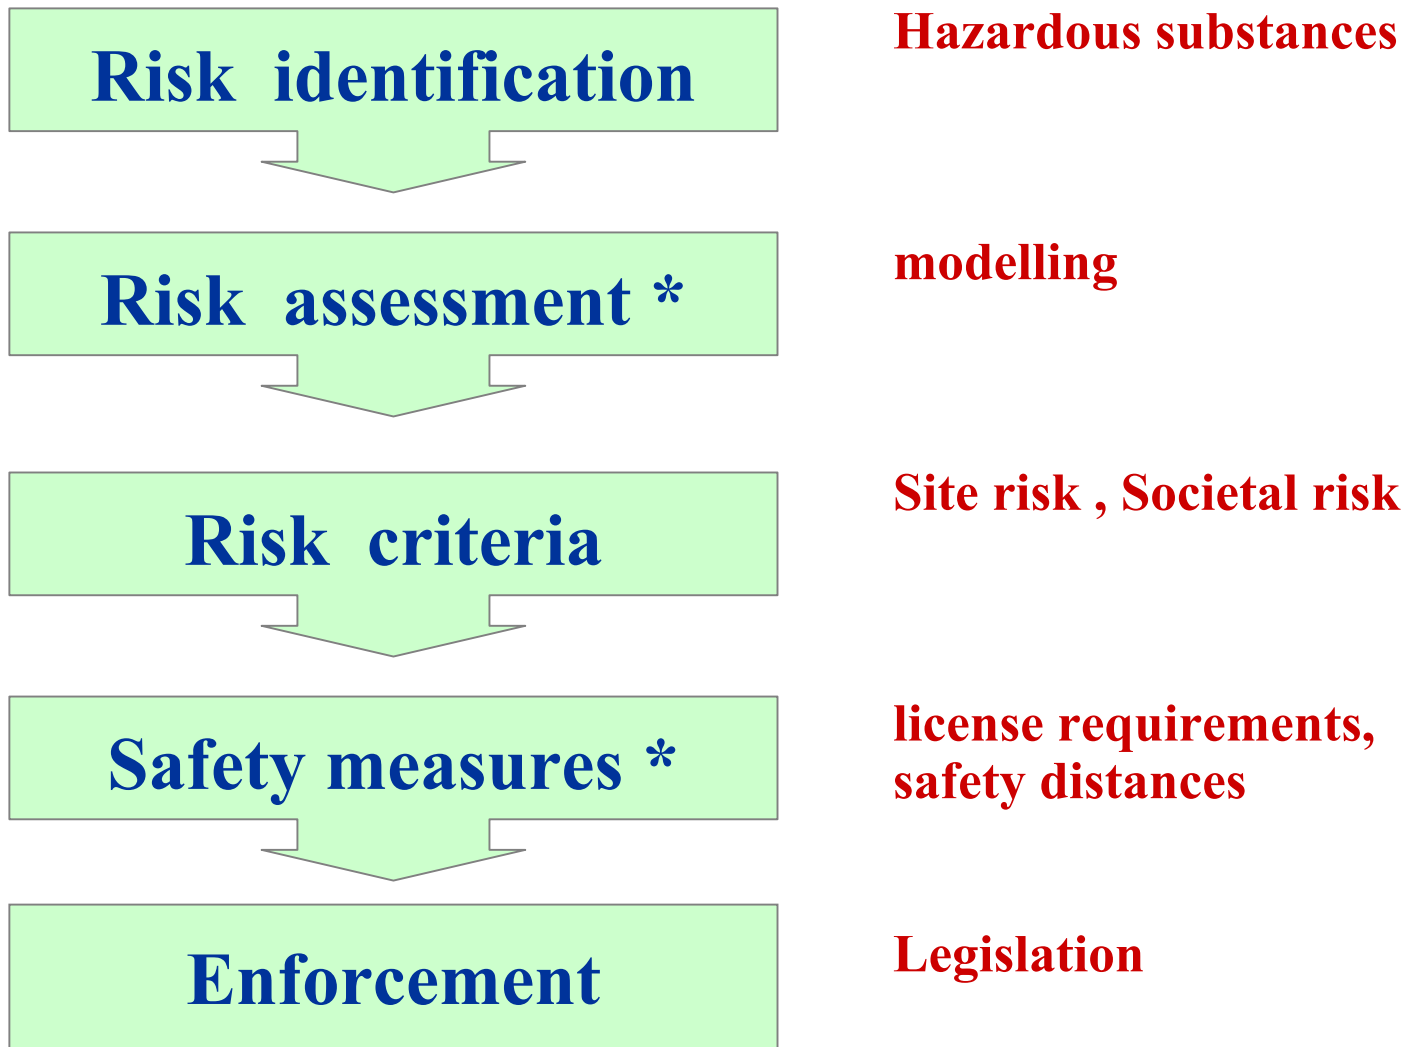 Risk identification
Hazardous substances
Risk assessment *
modelling
Risk criteria
Site risk , Societal risk
Safety measures *
license requirements,
safety distances
Enforcement
Legislation